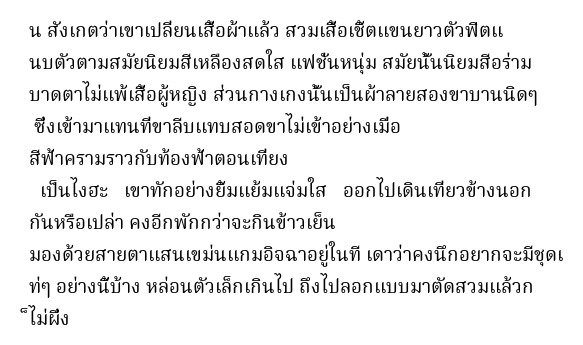 น สังเกตว่าเขาเปลี่ยนเสื้อผ้าแล้ว สวมเสื้อเชิ้ตแขนยาวตัวฟิตแ
นบตัวตามสมัยนิยมสีเหลืองสดใส แฟชั่นหนุ่ม สมัยนั้นนิยมสีอร่าม
บาดตาไม่แพ้เสื้อผู้หญิง ส่วนกางเกงนั้นเป็นผ้าลายสองขาบานนิดๆ
ซึ่งเข้ามาแทนที่ขาลีบแทบสอดขาไม่เข้าอย่างเมื่อ
สีฟ้าครามราวกับท้องฟ้าตอนเที่ยง
เป็นไงฮะ เขาทักอย่างยิ้มแย้มแจ่มใส ออกไปเดินเที่ยวข้างนอก
กันหรือเปล่า คงอีกพักกว่าจะกินข้าวเย็น
มองด้วยสายตาแสนเขม่นแกมอิจฉาอยู่ในที เดาว่าคงนึกอยากจะมีชุดเ
ท่ๆ อย่างนี้บ้าง หล่อนตัวเล็กเกินไป ถึงไปลอกแบบมาตัดสวมแล้วก
็ไม่ผึ่ง